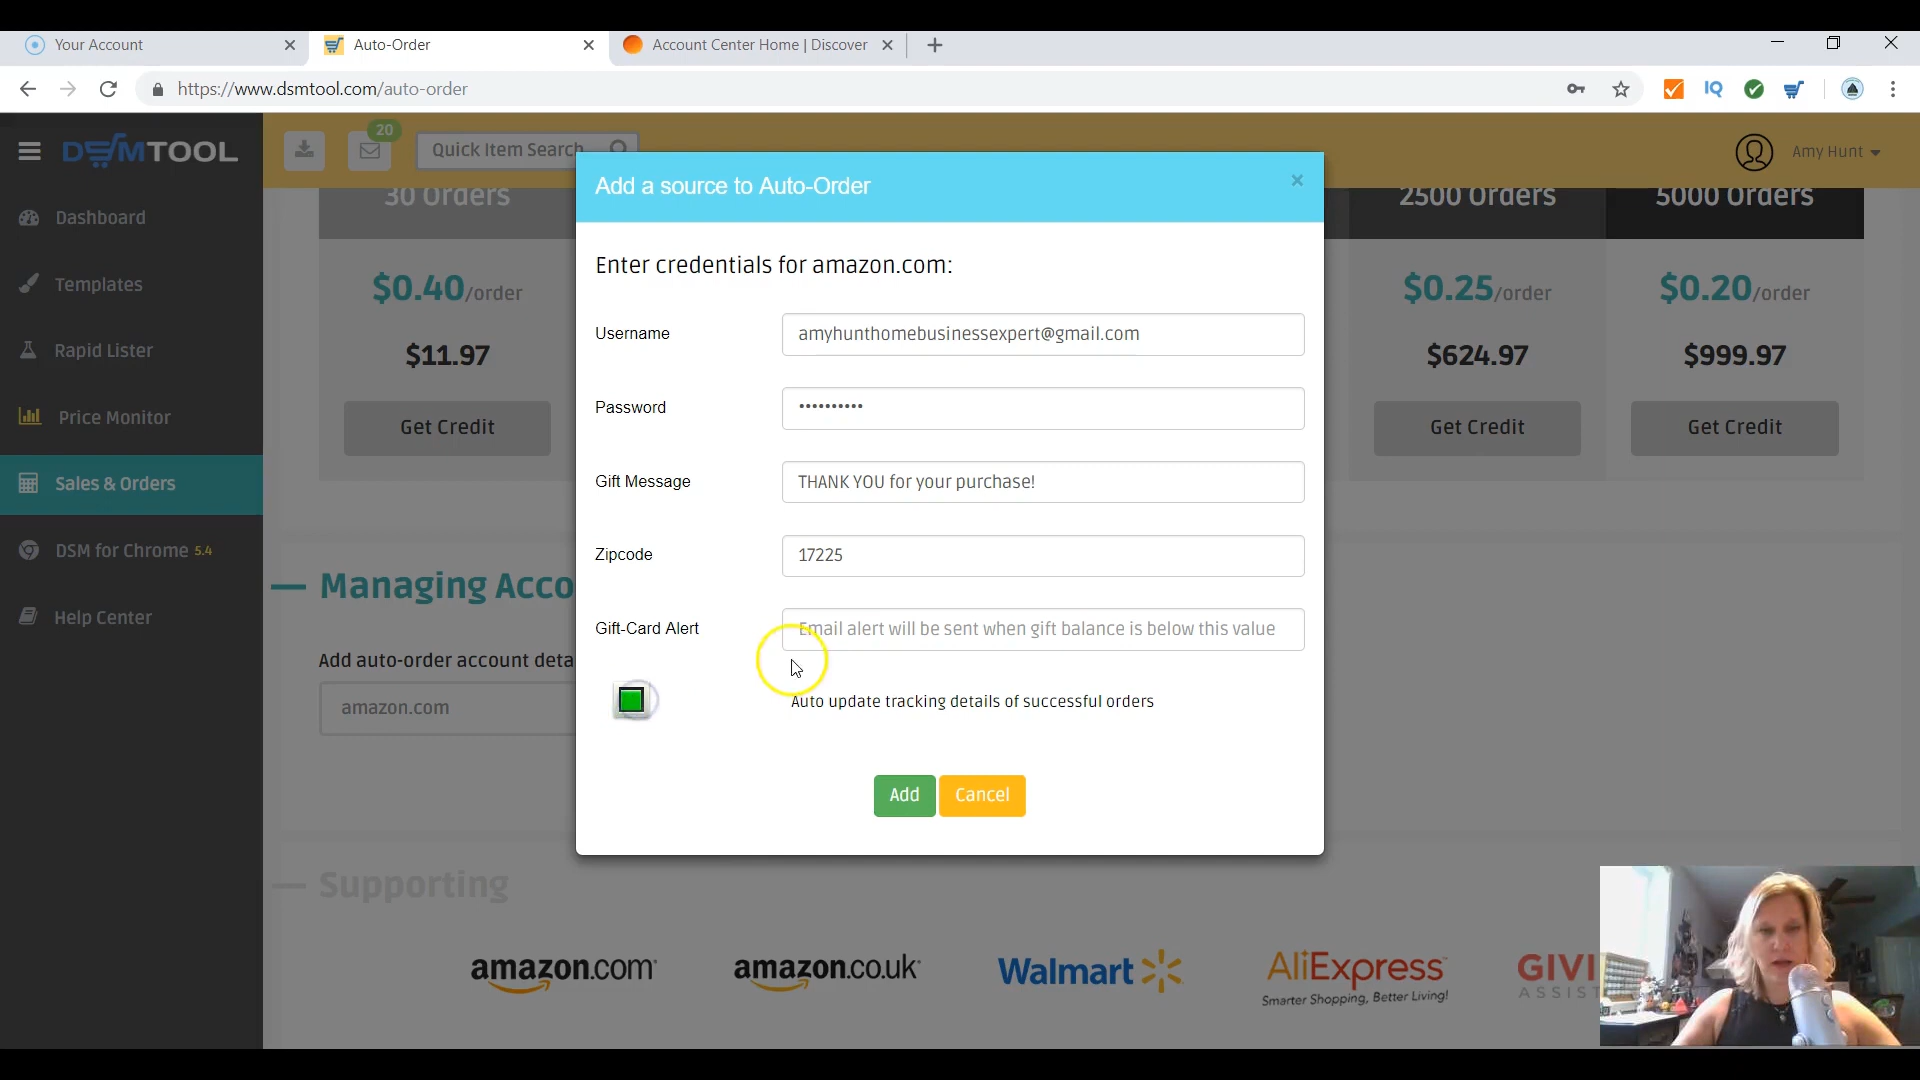 Your Account
Auto-Order
Account Center Home | Discover
https://www.dsmtool.com/auto-order
IQ
DSMTOOL
20
Quick Item Search
Amy Hunt
Dashboard
Templates
Rapid Lister
Price Monitor
Sales & Orders
DSM for Chrome 5.4
Help Center
30 Orders
2500 Orders
5000 Orders
$0.40/order
$0.25/order
$0.20/order
$11.97
$624.97
$999.97
Get Credit
Get Credit
Get Credit
Add a source to Auto-Order
×
Enter credentials for amazon.com:
Username
amyhunthomebusinessexpert@gmail.com
Password
••••••••••
Gift Message
THANK YOU for your purchase!
Zipcode
17225
Gift-Card Alert
Email alert will be sent when gift balance is below this value
Auto update tracking details of successful orders
Add
Cancel
Managing Acco
Add auto-order account deta
amazon.com
Supporting
amazon.com
amazon.co.uk
Walmart
AliExpress
Smarter Shopping, Better Living!
GIVI
ASSIST